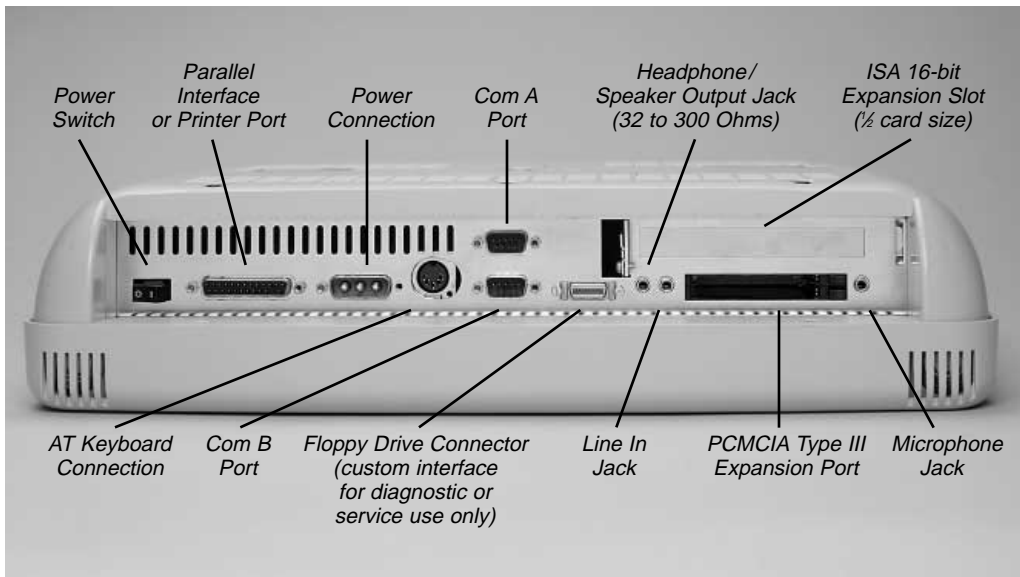 Power
Switch
Parallel
Interface
or Printer Port
Power
Connection
Com A
Port
Headphone/
Speaker Output Jack
(32 to 300 Ohms)
ISA 16-bit
Expansion Slot
(½ card size)
AT Keyboard
Connection
Com B
Port
Floppy Drive Connector
(custom interface
for diagnostic or
service use only)
Line In
Jack
PCMCIA Type III
Expansion Port
Microphone
Jack